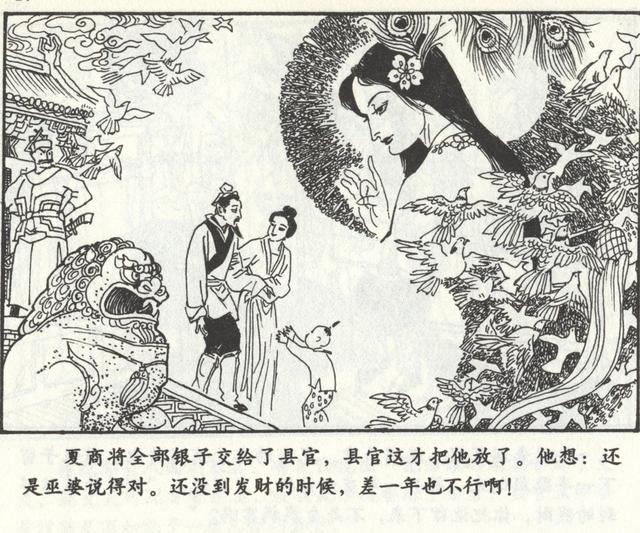 夏商将全部银子交给了县官，县官这才把他放了。他想：还
是巫婆说得对。还没到发财的时候，差一年也不行啊！